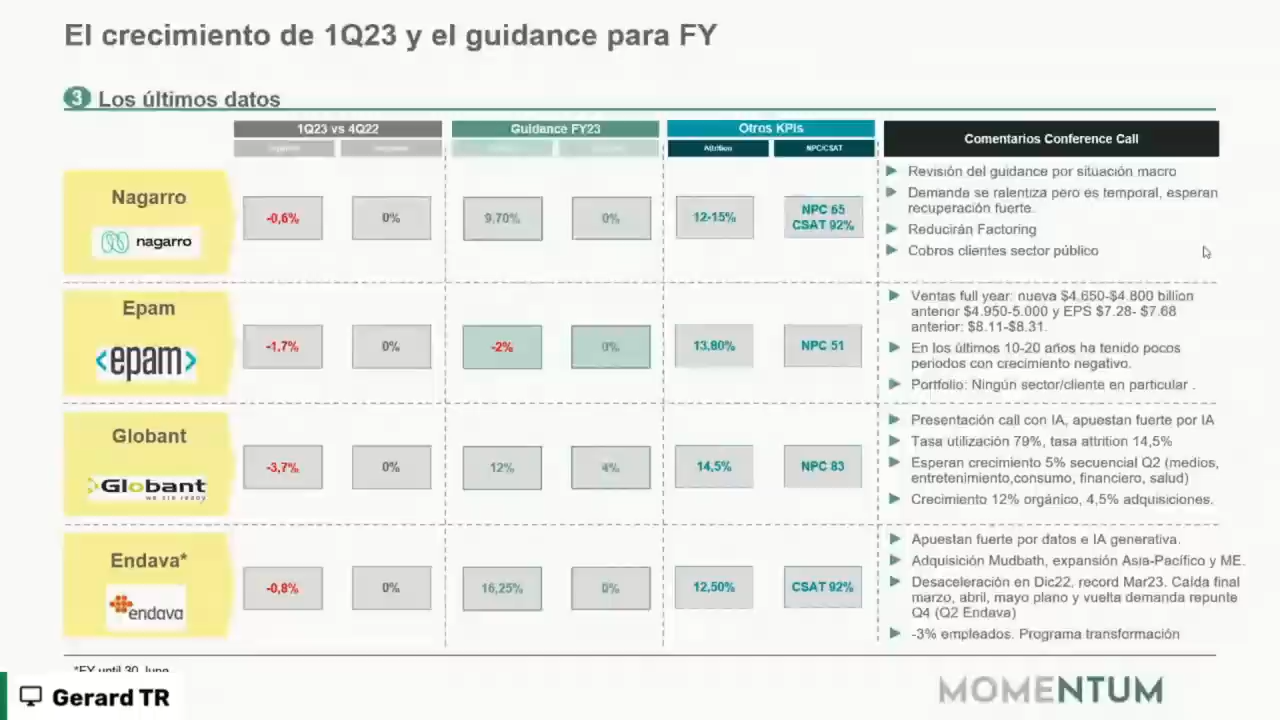 El crecimiento de 1Q23 y el guidance para FY
3 Los últimos datos
1Q23 vs 4Q22
Guidance FY23
Otros KPIs
Comentarios Conference Call
Attrition
NPC/CSAT
Nagarro
nagarro
-0,6%
0%
9,70%
0%
12-15%
NPC 65
CSAT 92%
Revisión del guidance por situación macro
Demanda se ralentiza pero es temporal, esperan
recuperación fuerte.
Reducirán Factoring
Cobros clientes sector público
Epam
<epam>
-1,7%
0%
-2%
0%
13,80%
NPC 51
Ventas full year: nueva $4.650-$4.800 billion
anterior $4.950-5.000 y EPS $7.28- $7.68
anterior: $8.11-$8.31.
En los últimos 10-20 años ha tenido pocos
periodos con crecimiento negativo.
Portfolio: Ningún sector/cliente en particular .
Globant
Globant
we are ready
-3,7%
0%
12%
4%
14,5%
NPC 83
Presentación call con IA, apuestan fuerte por IA
Tasa utilización 79%, tasa attrition 14,5%
Esperan crecimiento 5% secuencial Q2 (medios,
entretenimiento,consumo, financiero, salud)
Crecimiento 12% orgánico, 4,5% adquisiciones.
Endava*
endava
-0,8%
0%
16,25%
0%
12,50%
CSAT 92%
Apuestan fuerte por datos e IA generativa.
Adquisición Mudbath, expansión Asia-Pacífico y ME.
Desaceleración en Dic22, record Mar23. Caída final
marzo, abril, mayo plano y vuelta demanda repunte
Q4 (Q2 Endava)
-3% empleados. Programa transformación
*FY until 30 June
Gerard TR
MOMENTUM